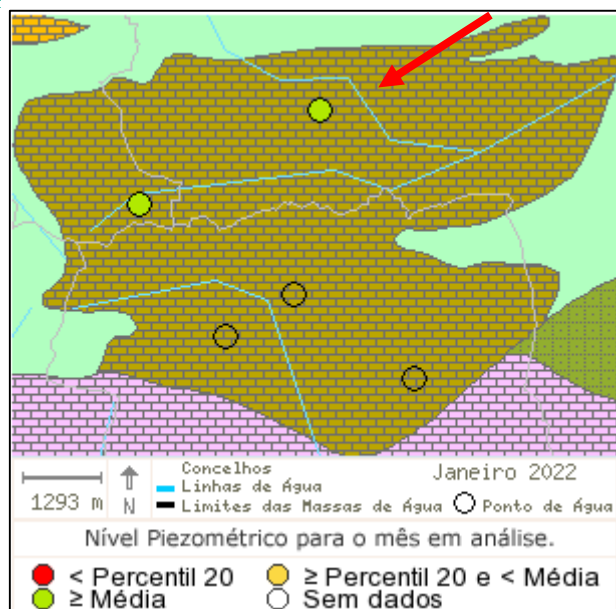 Concelhos
Janeiro 2022
Linhas de Água
1293 m
N
Limites das Massas de Água
Ponto de Água
Nível Piezométrico para o mês em análise.
< Percentil 20
≥ Percentil 20 e < Média
≥ Média
Sem dados